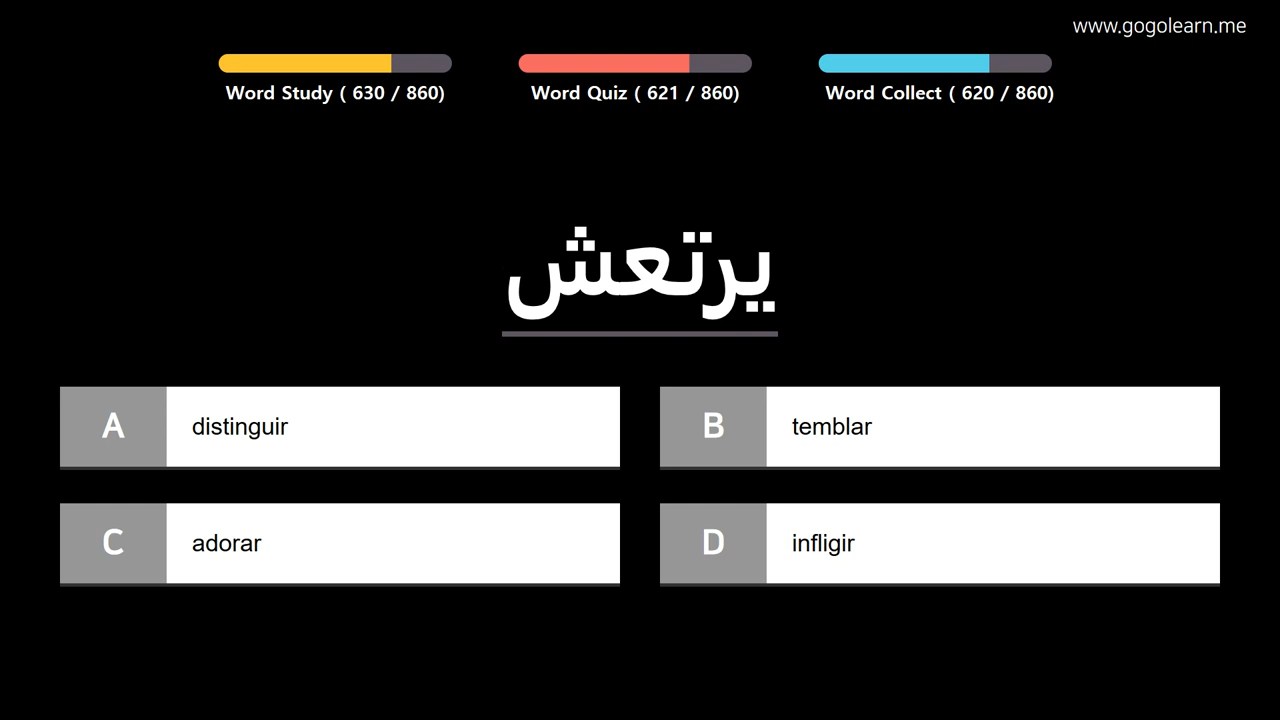 www.gogolearn.me
Word Study ( 630 / 860)
Word Quiz ( 621 / 860)
Word Collect ( 620 / 860)
يرتعش
A distinguir
B temblar
C adorar
D infligir